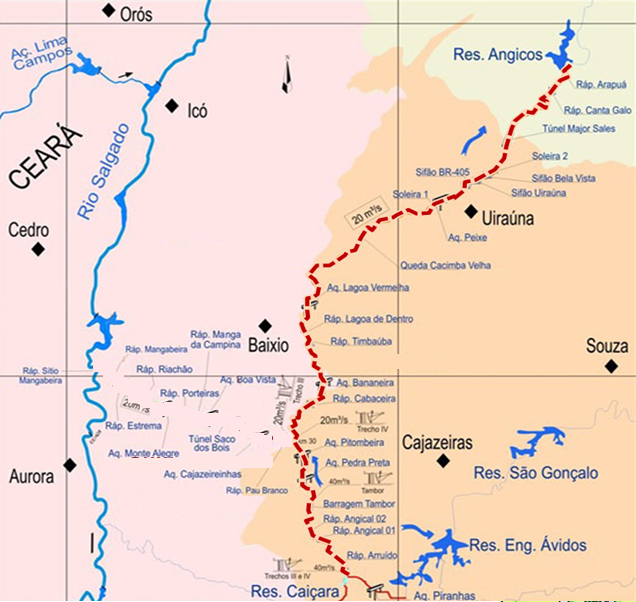 Orós
Aç. Lima
Campos
Icó
CEARÁ
Rio Salgado
Cedro
Res. Angicos
Ráp. Arapuá
Ráp. Canta Galo
Túnel Major Sales
Soleira 2
Sifão BR-405
Sifão Bela Vista
Soleira 1
Sifão Uiraúna
20 m³/s
Uiraúna
Aq. Peixe
Queda Cacimba Velha
Aq. Lagoa Vermelha
Ráp. Lagoa de Dentro
Baixio
Ráp. Timbaúba
Souza
Ráp. Manga
da Campina
Ráp. Mangabeira
Ráp. Sítio
Mangabeira
Ráp. Riachão
Aq. Boa Vista
Trecho III
20m³/s
Aq. Bananeira
Ráp. Cabaceira
Ráp. Porteiras
Ráp. Estrema
20m³/s
Trecho IV
Túnel Saco
dos Bois
Aq. Monte Alegre
Aq. Pitombeira
Cajazeiras
Aurora
Aq. Cajazeireinhas
Aq. Pedra Preta
Res. São Gonçalo
40m³/s
Tambor
Ráp. Pau Branco
Barragem Tambor
Ráp. Angical 02
Ráp. Angical 01
Res. Eng. Ávidos
Ráp. Arruído
Trechos III e IV
40m³/s
Res. Caiçara
Aq. Piranhas